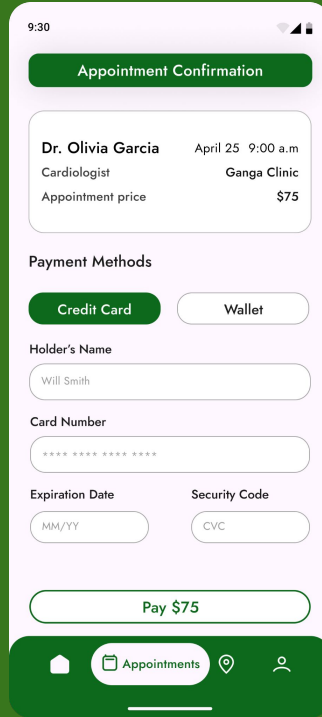 9:30
Appointment Confirmation
Dr. Olivia Garcia April 25 9:00 a.m
Cardiologist Ganga Clinic
Appointment price $75
Payment Methods
Credit Card Wallet
Holder's Name
Will Smith
Card Number
**** **** **** ****
Expiration Date Security Code
MM/YY CVC
Pay $75
Appointments